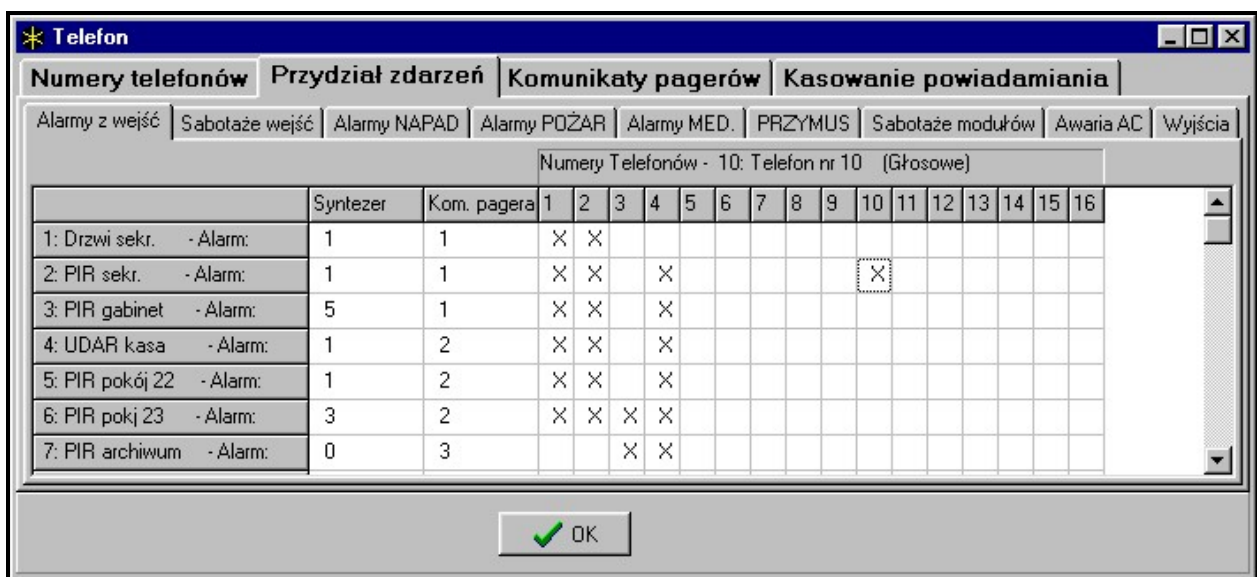 Telefon
Numery telefonów Przydział zdarzeń Komunikaty pagerów Kasowanie powiadamiania
Alarmy z wejść Sabotaże wejść Alarmy NAPAD Alarmy POŻAR Alarmy MED. PRZYMUS Sabotaże modułów Awaria AC Wyjścia
Numery Telefonów - 10: Telefon nr 10 (Głosowe)
Syntezer Kom. pagera 1 2 3 4 5 6 7 8 9 10 11 12 13 14 15 16
1: Drzwi sekr. - Alarm: 1 1 X X
2: PIR sekr. - Alarm: 1 1 X X X X
3: PIR gabinet - Alarm: 5 1 X X X
4: UDAR kasa - Alarm: 1 2 X X X
5: PIR pokój 22 - Alarm: 1 2 X X X
6: PIR pokj 23 - Alarm: 3 2 X X X X
7: PIR archiwum - Alarm: 0 3 X X
OK